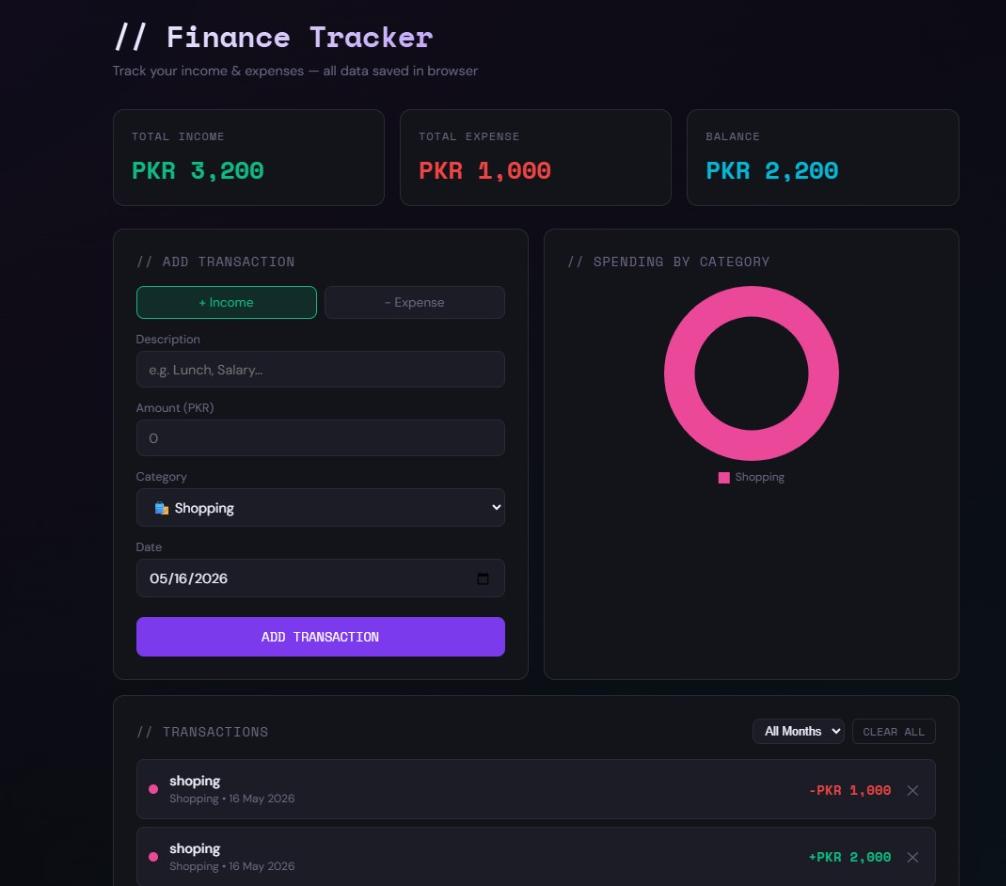 // Finance Tracker
Track your income & expenses — all data saved in browser
TOTAL INCOME
PKR 3,200
TOTAL EXPENSE
PKR 1,000
BALANCE
PKR 2,200
// ADD TRANSACTION
+ Income
- Expense
Description
e.g. Lunch, Salary...
Amount (PKR)
0
Category
🛍️ Shopping
Date
05/16/2026
ADD TRANSACTION
// SPENDING BY CATEGORY
Shopping
// TRANSACTIONS
All Months
CLEAR ALL
shoping
Shopping • 16 May 2026
-PKR 1,000
shoping
Shopping • 16 May 2026
+PKR 2,000